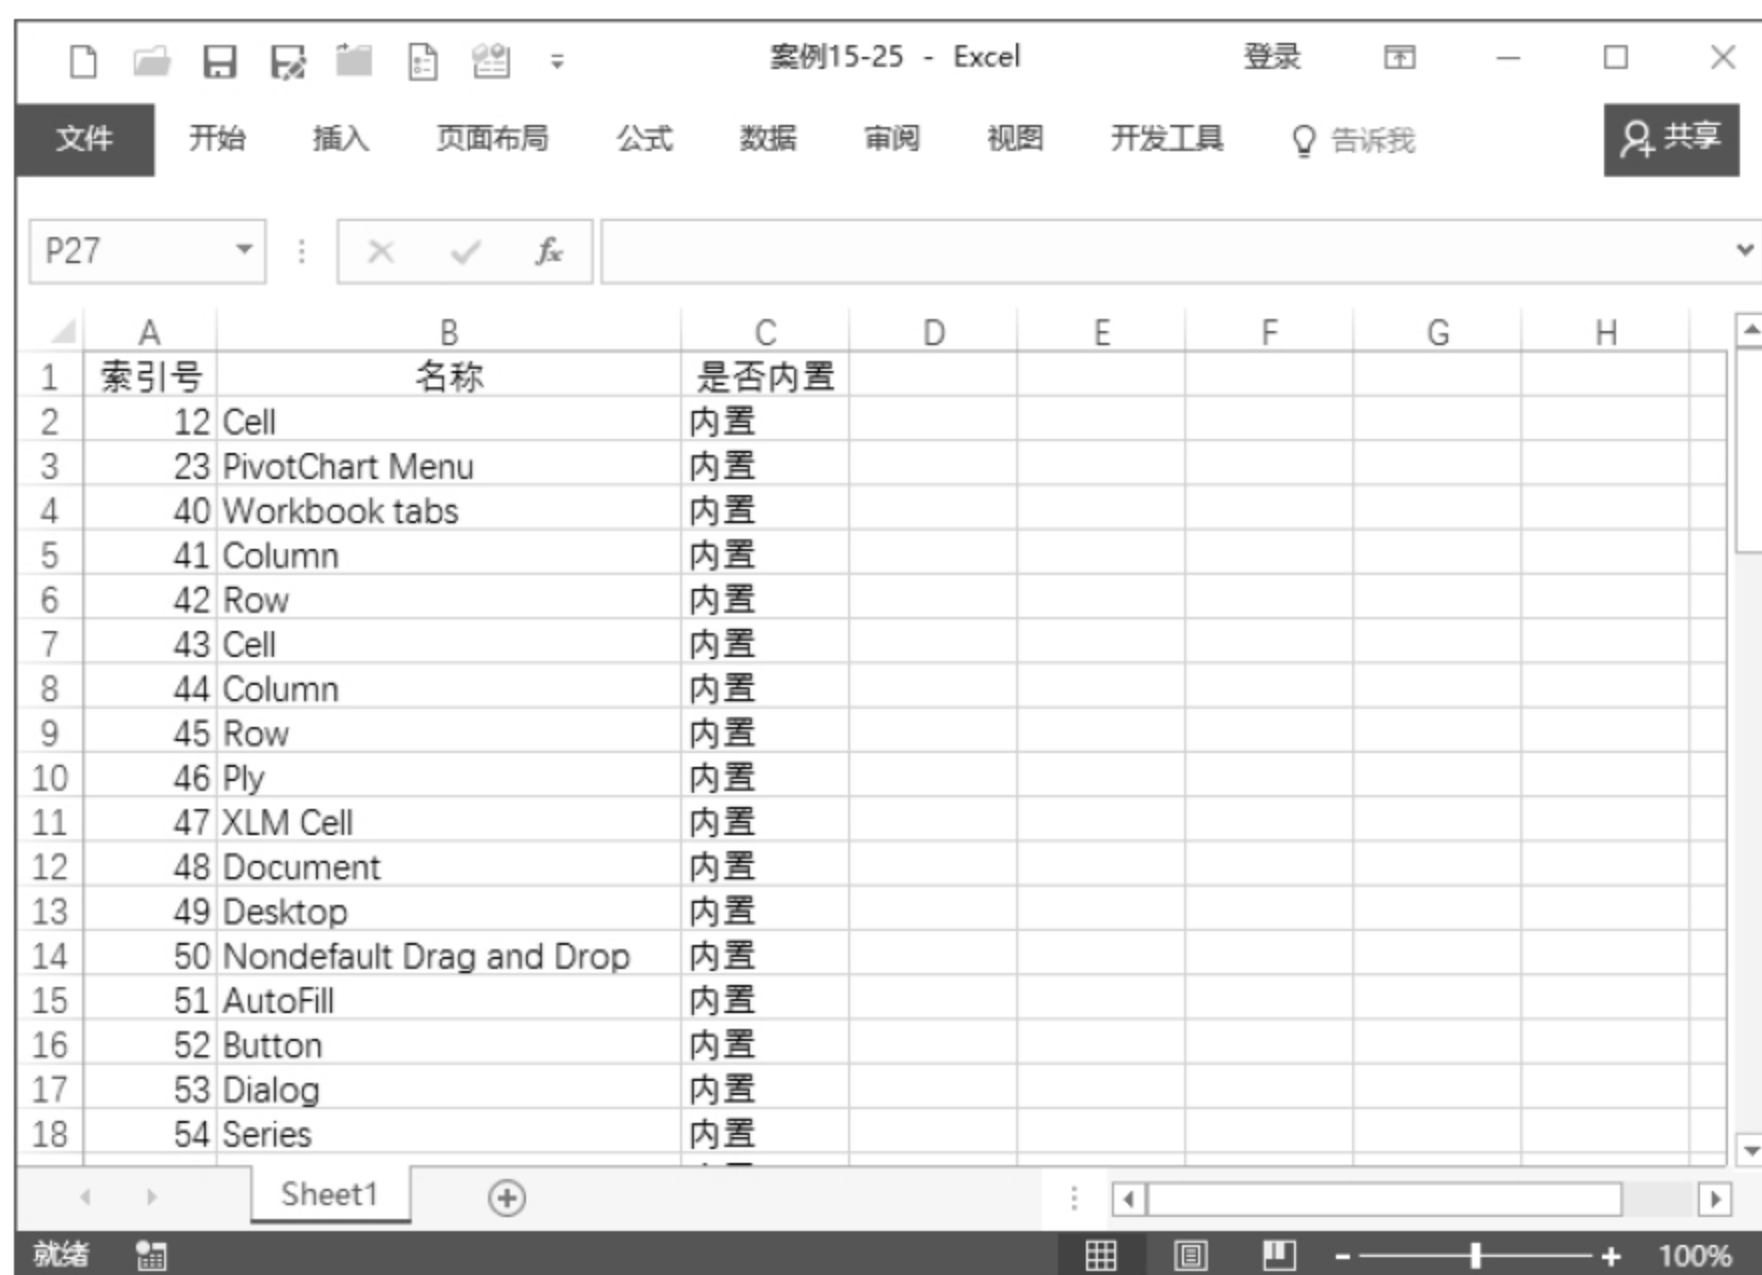 案例15-25 - Excel 登录
文件 开始 插入 页面布局 公式 数据 审阅 视图 开发工具 告诉我 共享
P27 fx
A B C D E F G H
1 索引号 名称 是否内置
2 12 Cell 内置
3 23 PivotChart Menu 内置
4 40 Workbook tabs 内置
5 41 Column 内置
6 42 Row 内置
7 43 Cell 内置
8 44 Column 内置
9 45 Row 内置
10 46 Ply 内置
11 47 XLM Cell 内置
12 48 Document 内置
13 49 Desktop 内置
14 50 Nondefault Drag and Drop 内置
15 51 AutoFill 内置
16 52 Button 内置
17 53 Dialog 内置
18 54 Series 内置
Sheet1
就绪 100%